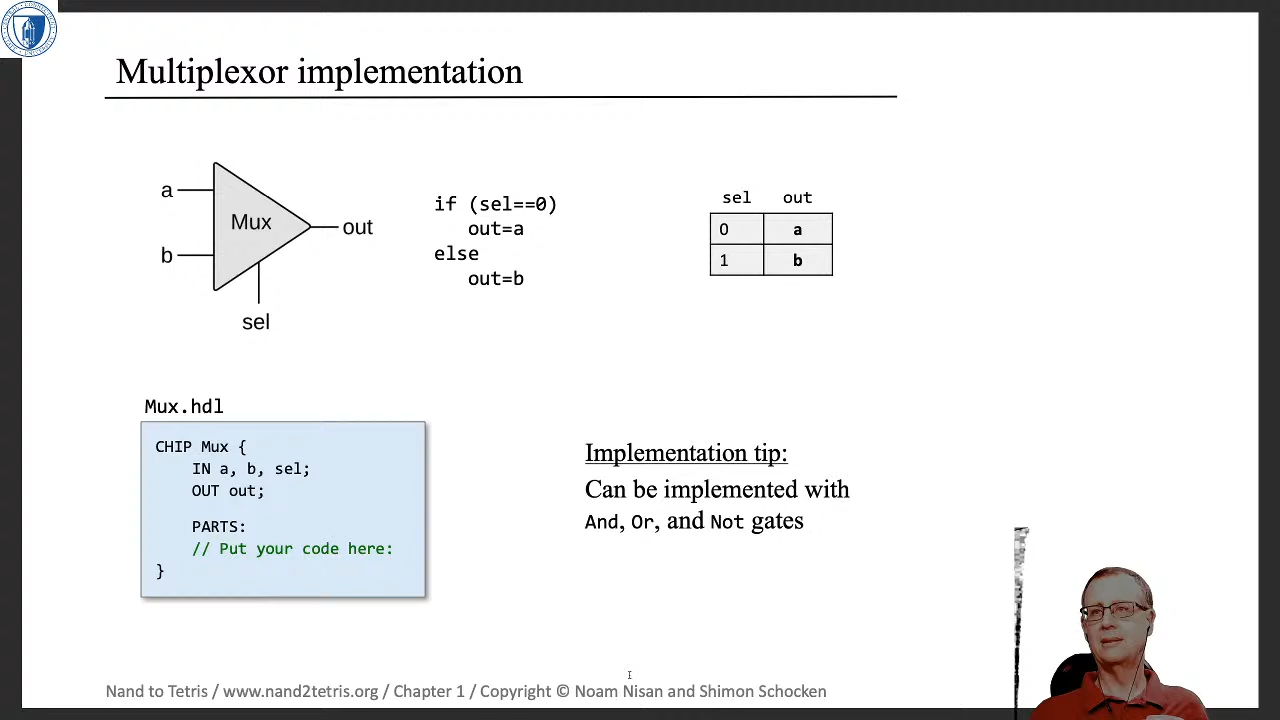 Multiplexor implementation
a
b
Mux
out
sel
if (sel==0)
out=a
else
out=b
sel out
0 a
1 b
Mux.hdl
CHIP Mux {
IN a, b, sel;
OUT out;
PARTS:
// Put your code here:
}
Implementation tip:
Can be implemented with
And, Or, and Not gates
Nand to Tetris / www.nand2tetris.org / Chapter 1 / Copyright © Noam Nisan and Shimon Schocken